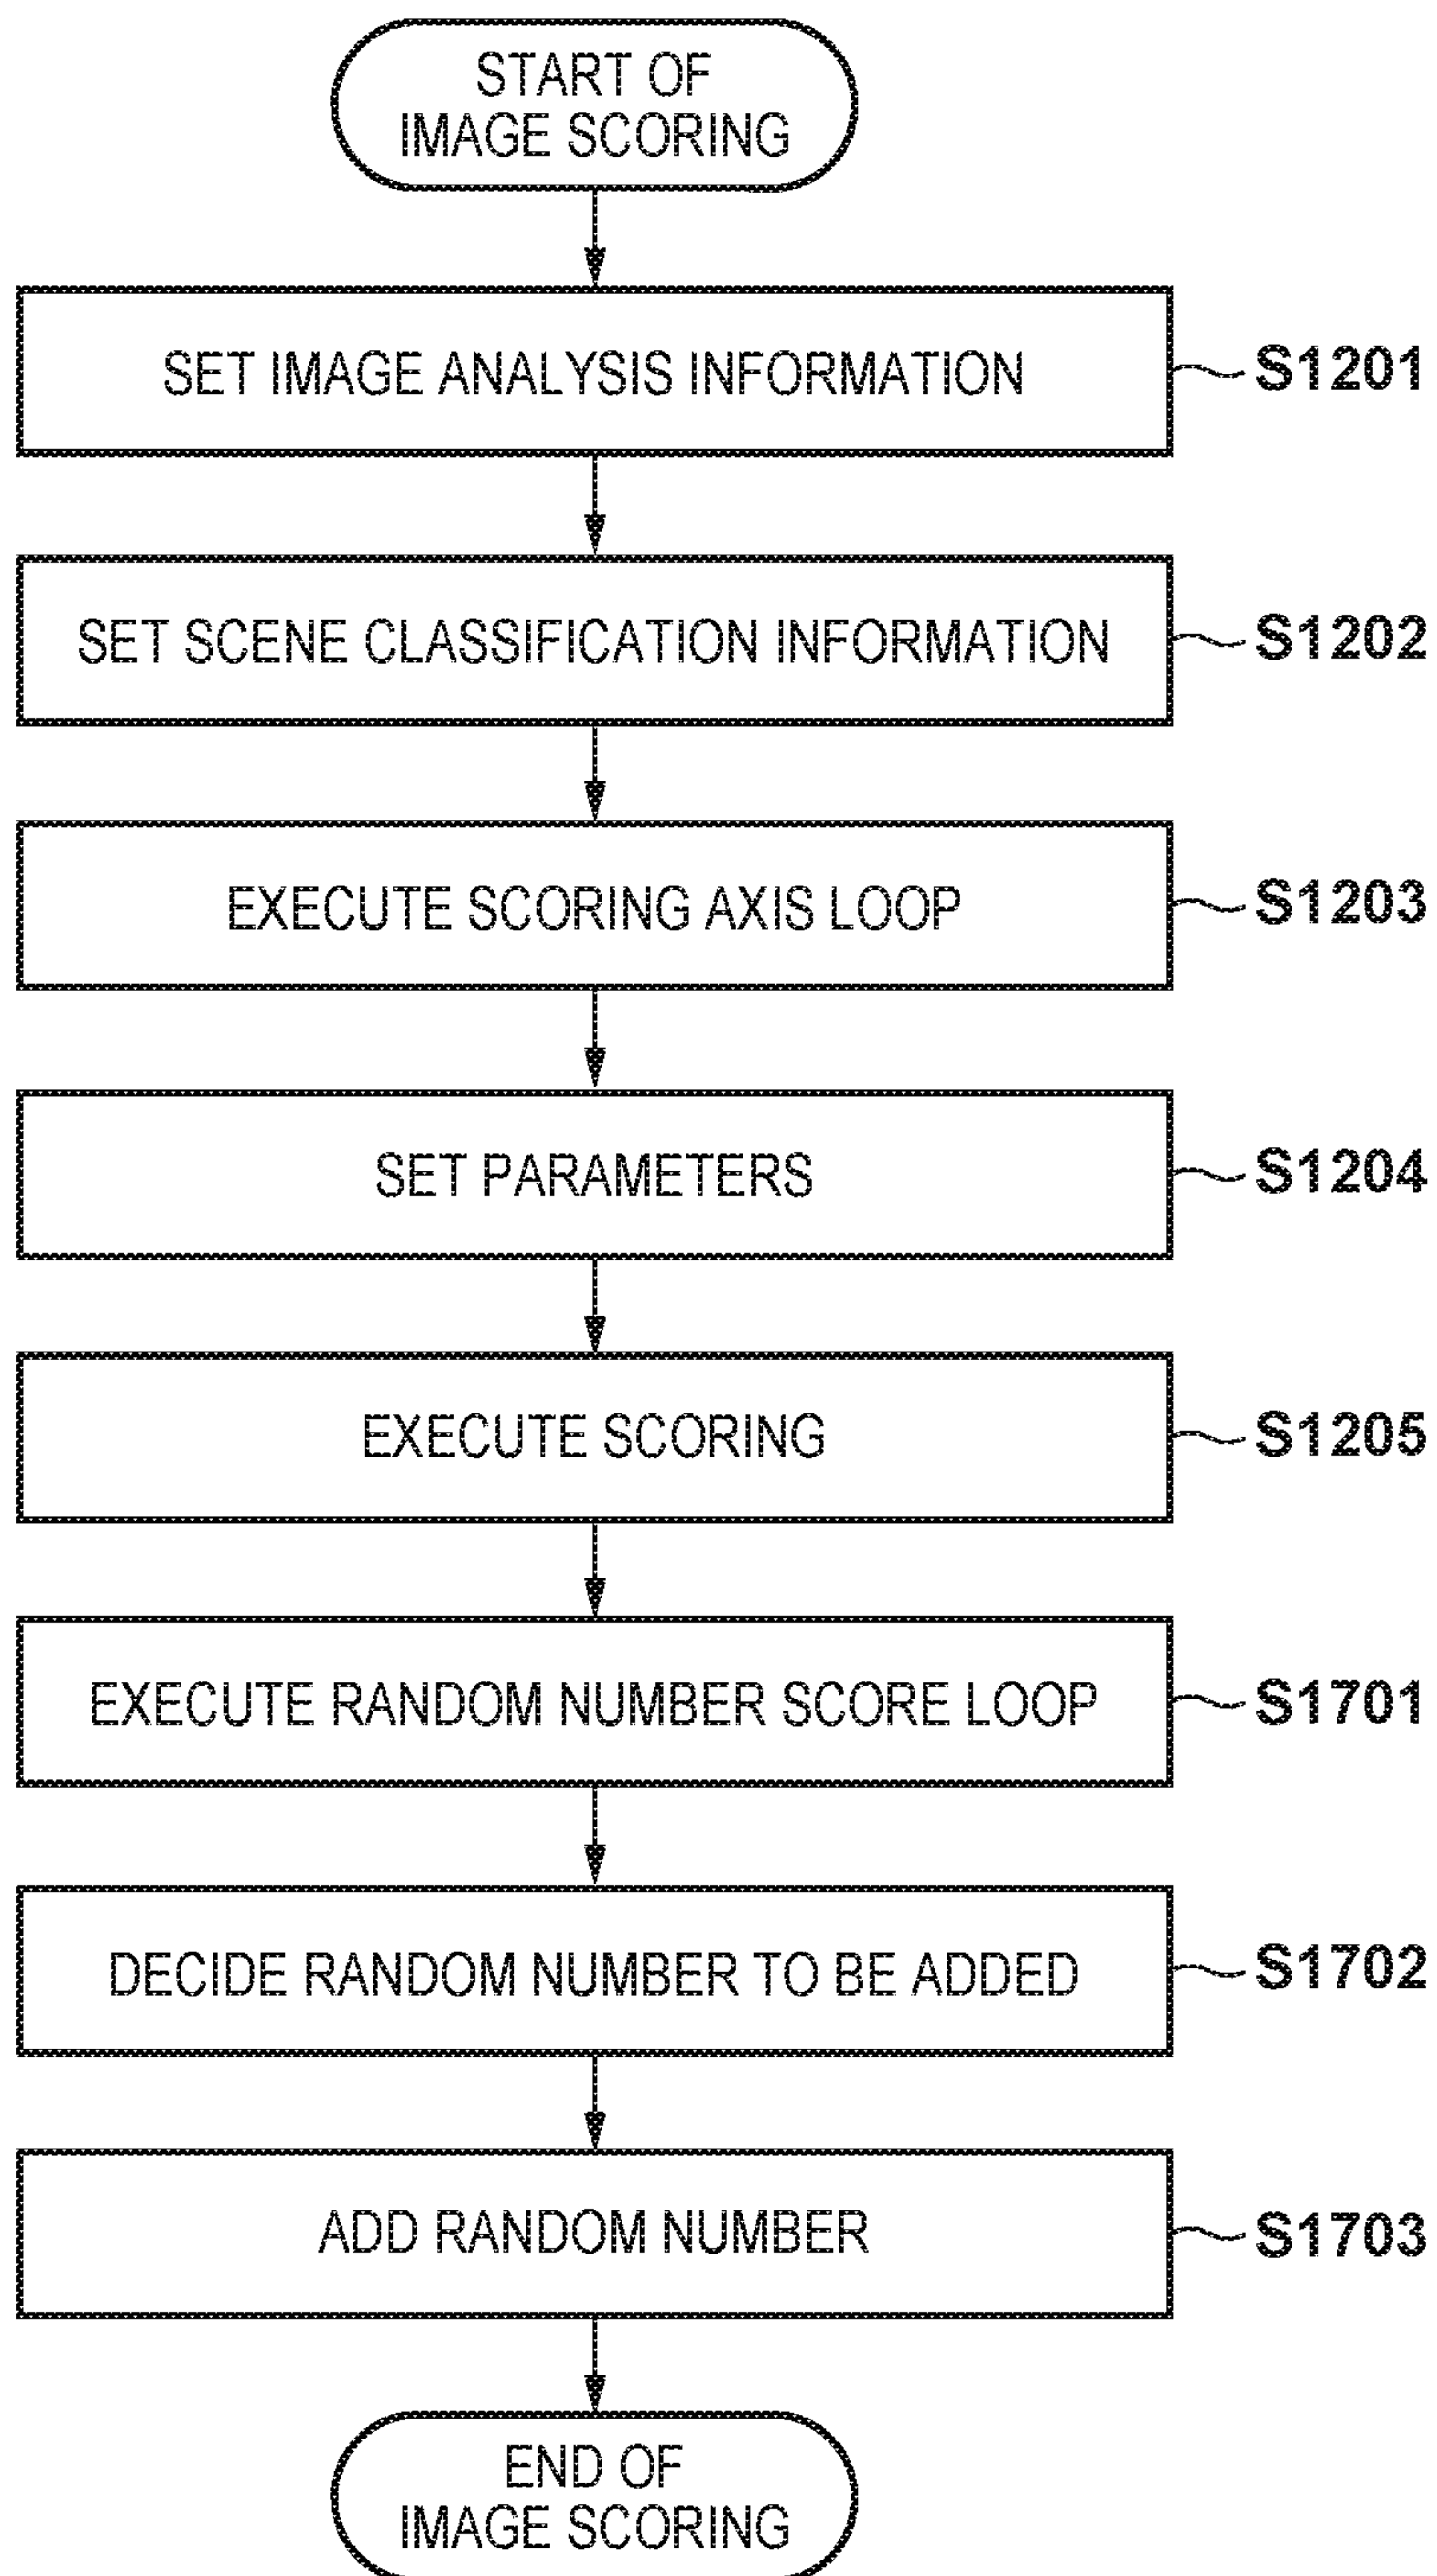 START OF
IMAGE SCORING
SET IMAGE ANALYSIS INFORMATION
S1201
SET SCENE CLASSIFICATION INFORMATION
S1202
EXECUTE SCORING AXIS LOOP
S1203
SET PARAMETERS
S1204
EXECUTE SCORING
S1205
EXECUTE RANDOM NUMBER SCORE LOOP
S1701
DECIDE RANDOM NUMBER TO BE ADDED
S1702
ADD RANDOM NUMBER
S1703
END OF
IMAGE SCORING